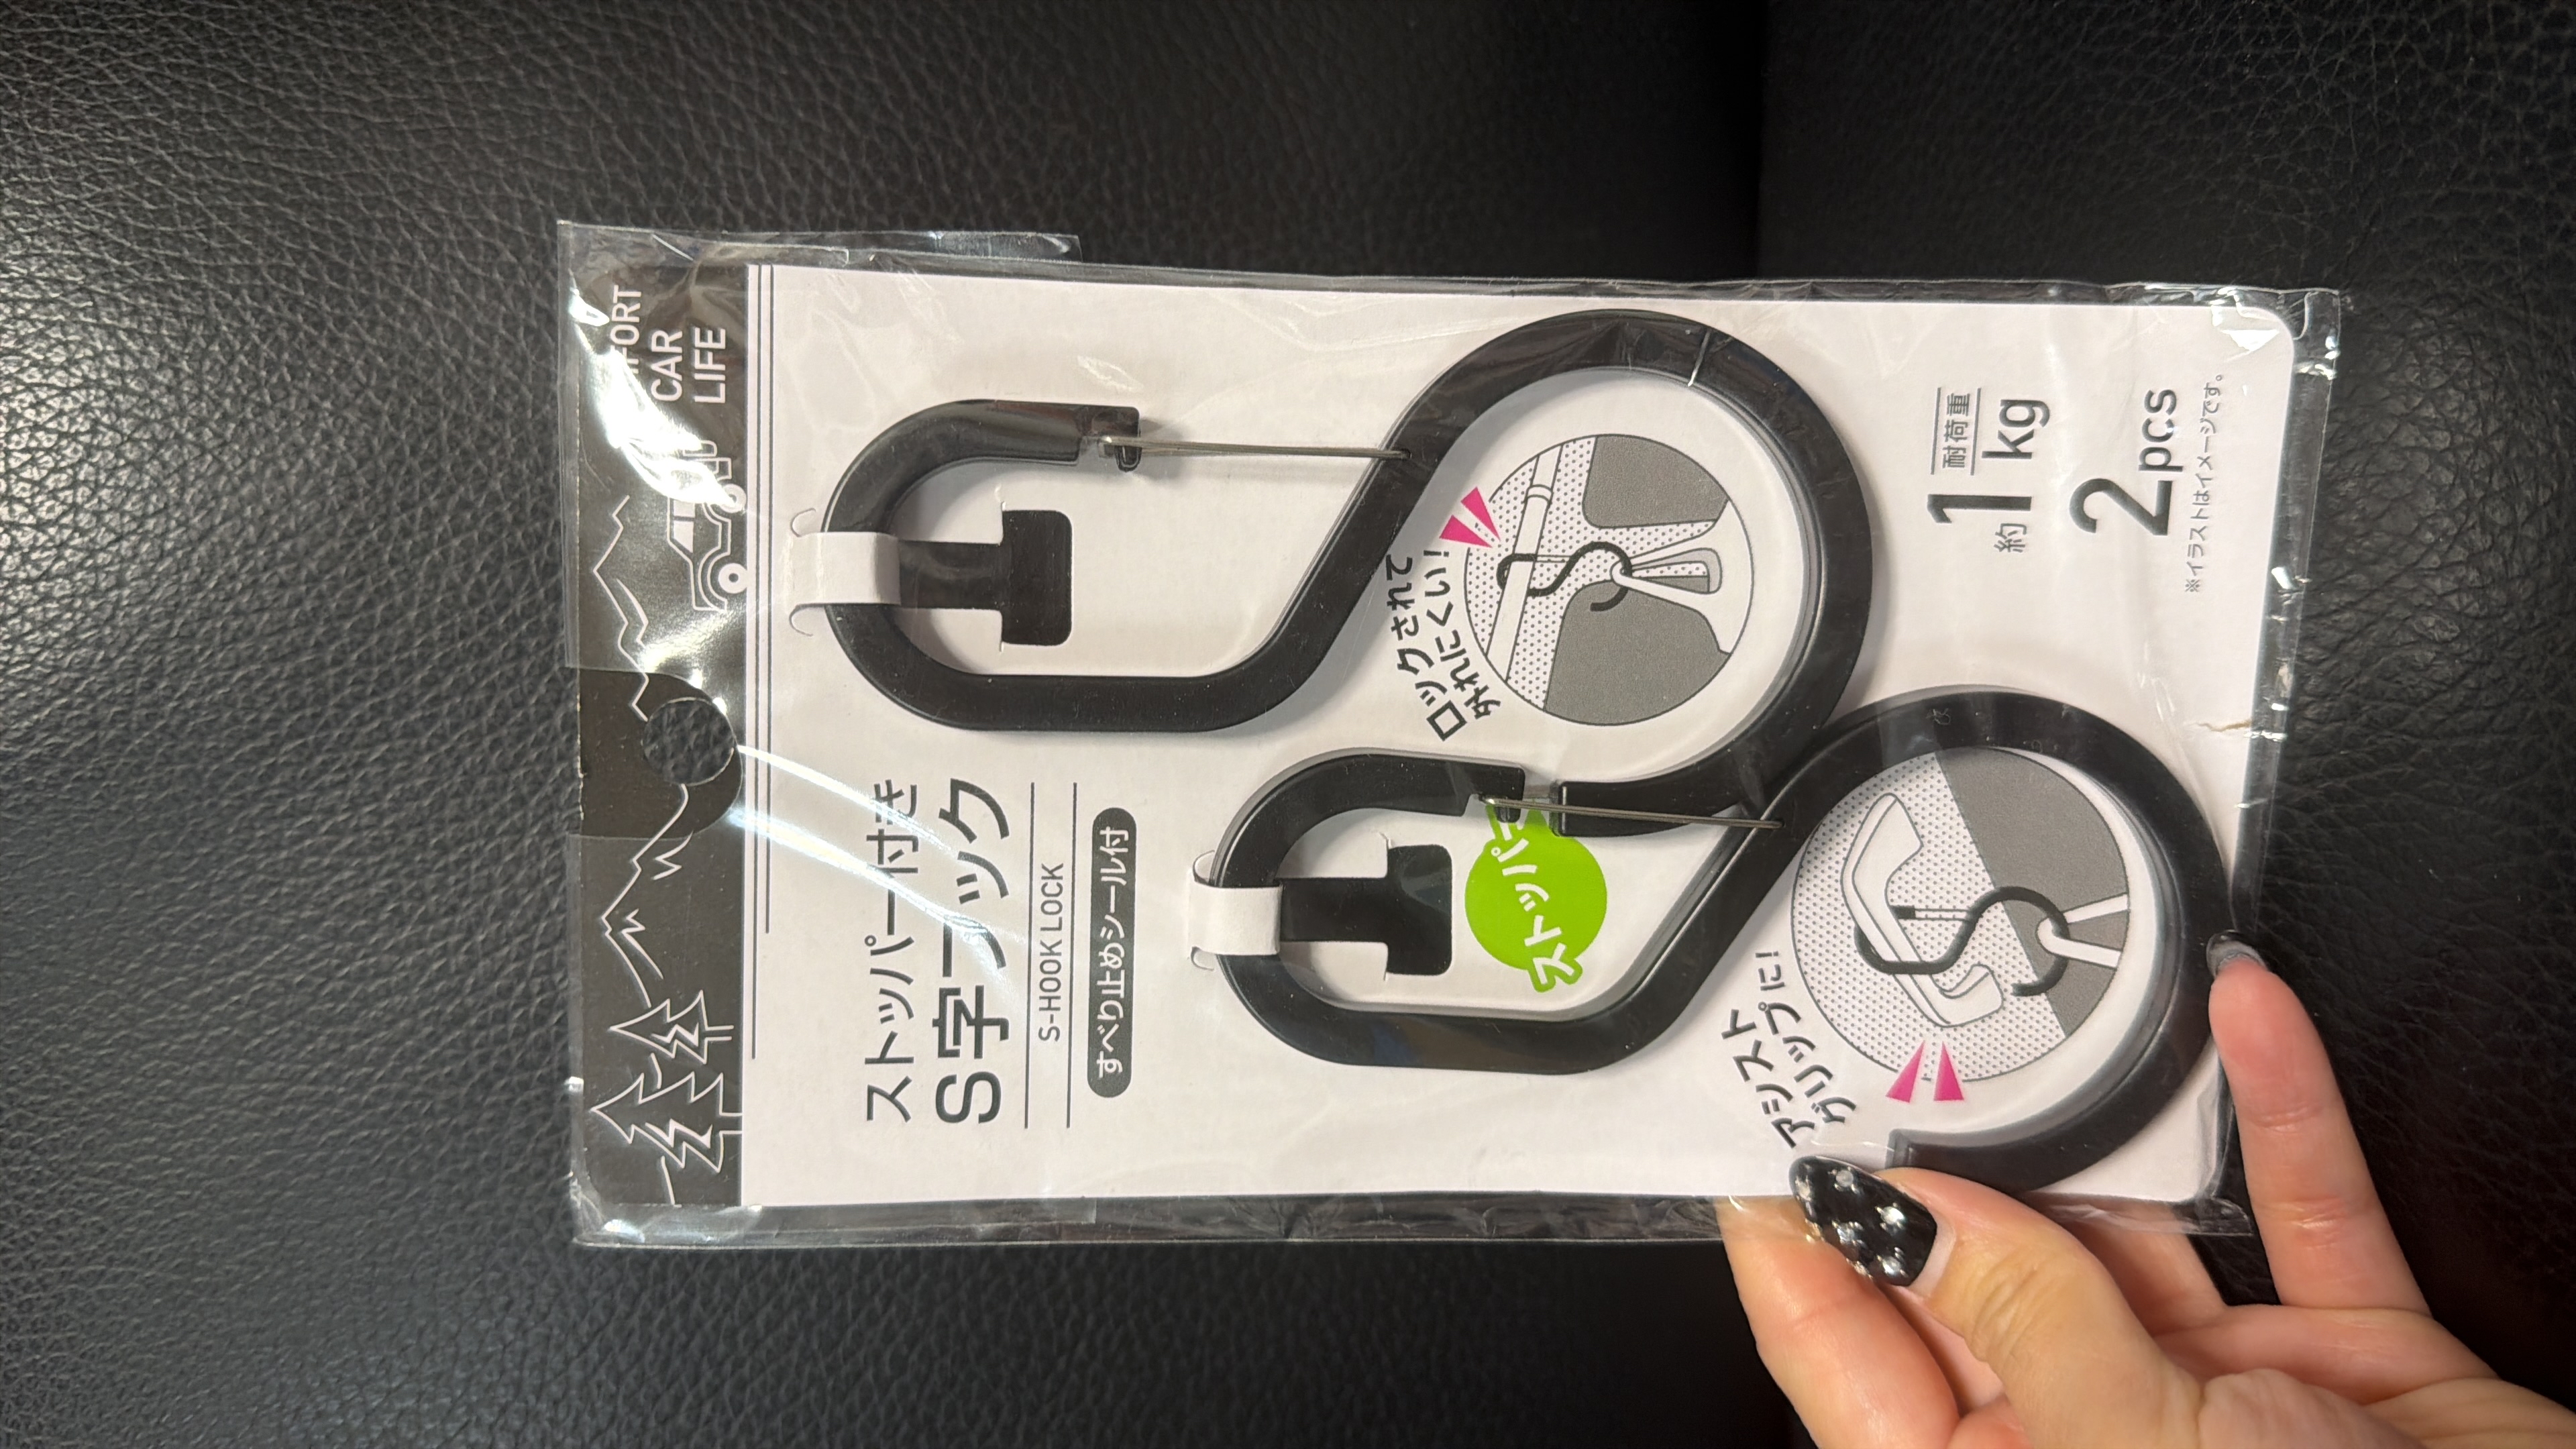 CAR
LIFE
ストッパー付き
S字フック
S-HOOK LOCK
すべり止めシール付
ロックされて
外れにくい!
ストッパー
アシスト
グリップに!
耐荷重
約1kg
2pcs
※イラストはイメージです。